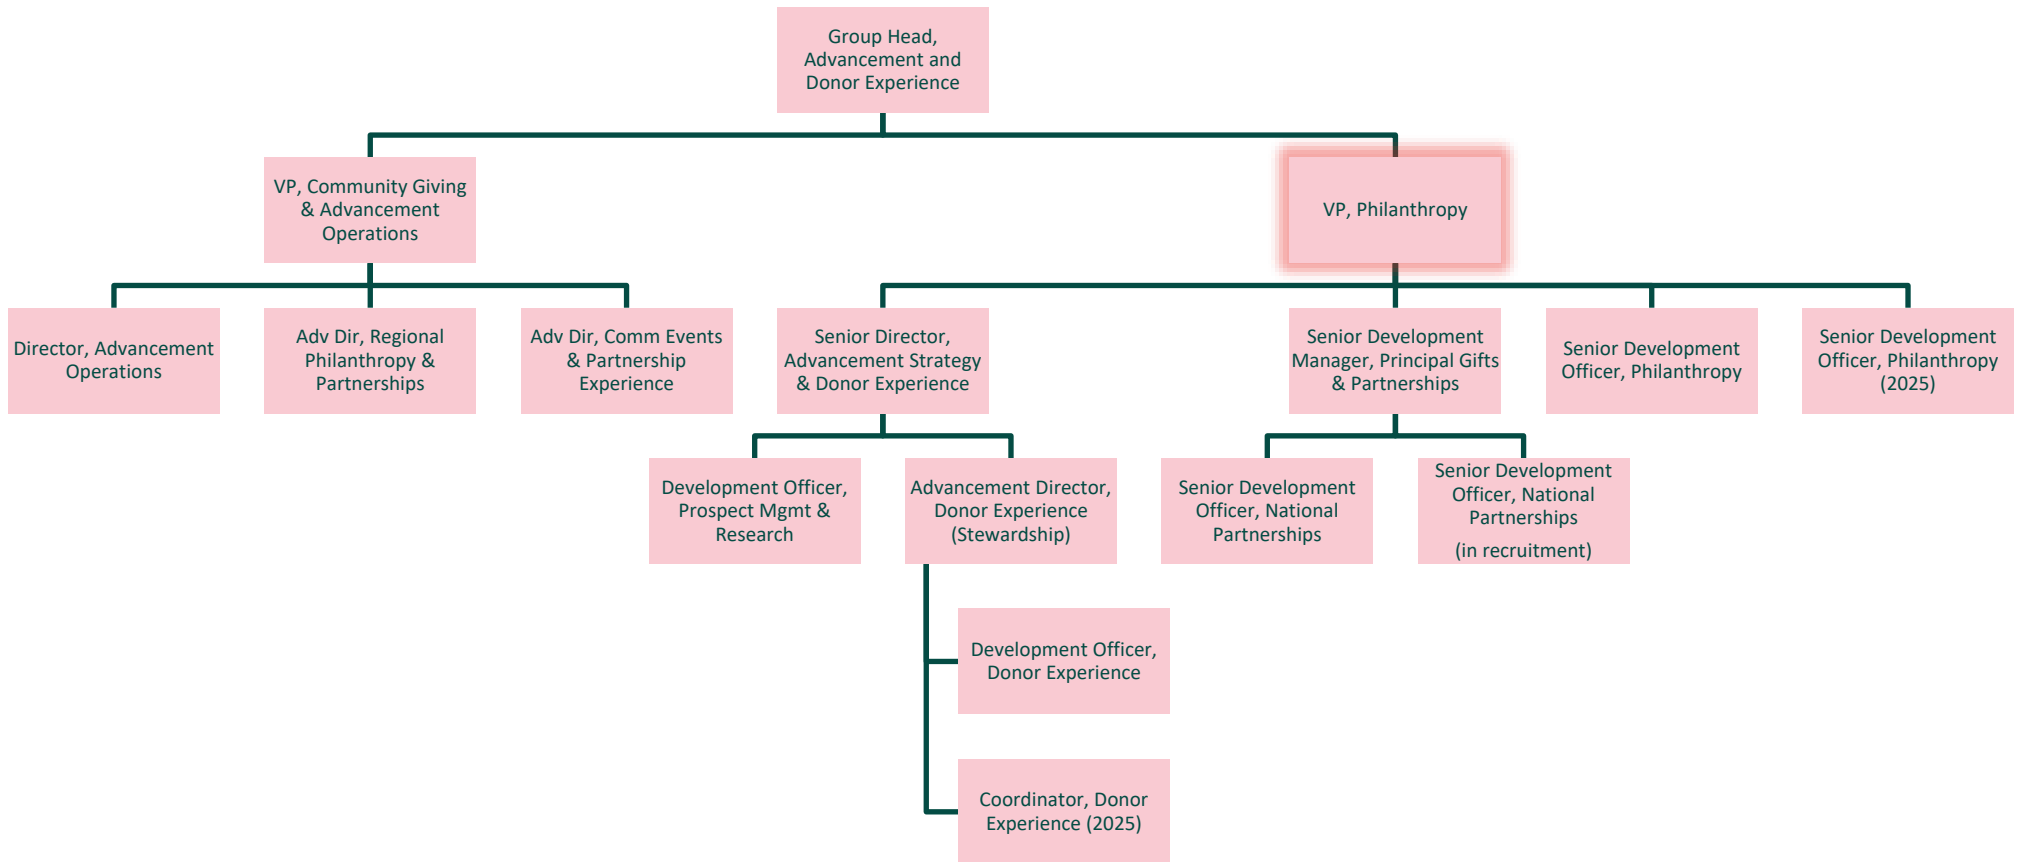 Group Head,
Advancement and
Donor Experience
VP, Community Giving
& Advancement
Operations
VP, Philanthropy
Director, Advancement
Operations
Adv Dir, Regional
Philanthropy &
Partnerships
Adv Dir, Comm Events
& Partnership
Experience
Senior Director,
Advancement Strategy
& Donor Experience
Senior Development
Manager, Principal Gifts
& Partnerships
Senior Development
Officer, Philanthropy
Senior Development
Officer, Philanthropy
(2025)
Development Officer,
Prospect Mgmt &
Research
Advancement Director,
Donor Experience
(Stewardship)
Senior Development
Officer, National
Partnerships
Senior Development
Officer, National
Partnerships
(in recruitment)
Development Officer,
Donor Experience
Coordinator, Donor
Experience (2025)